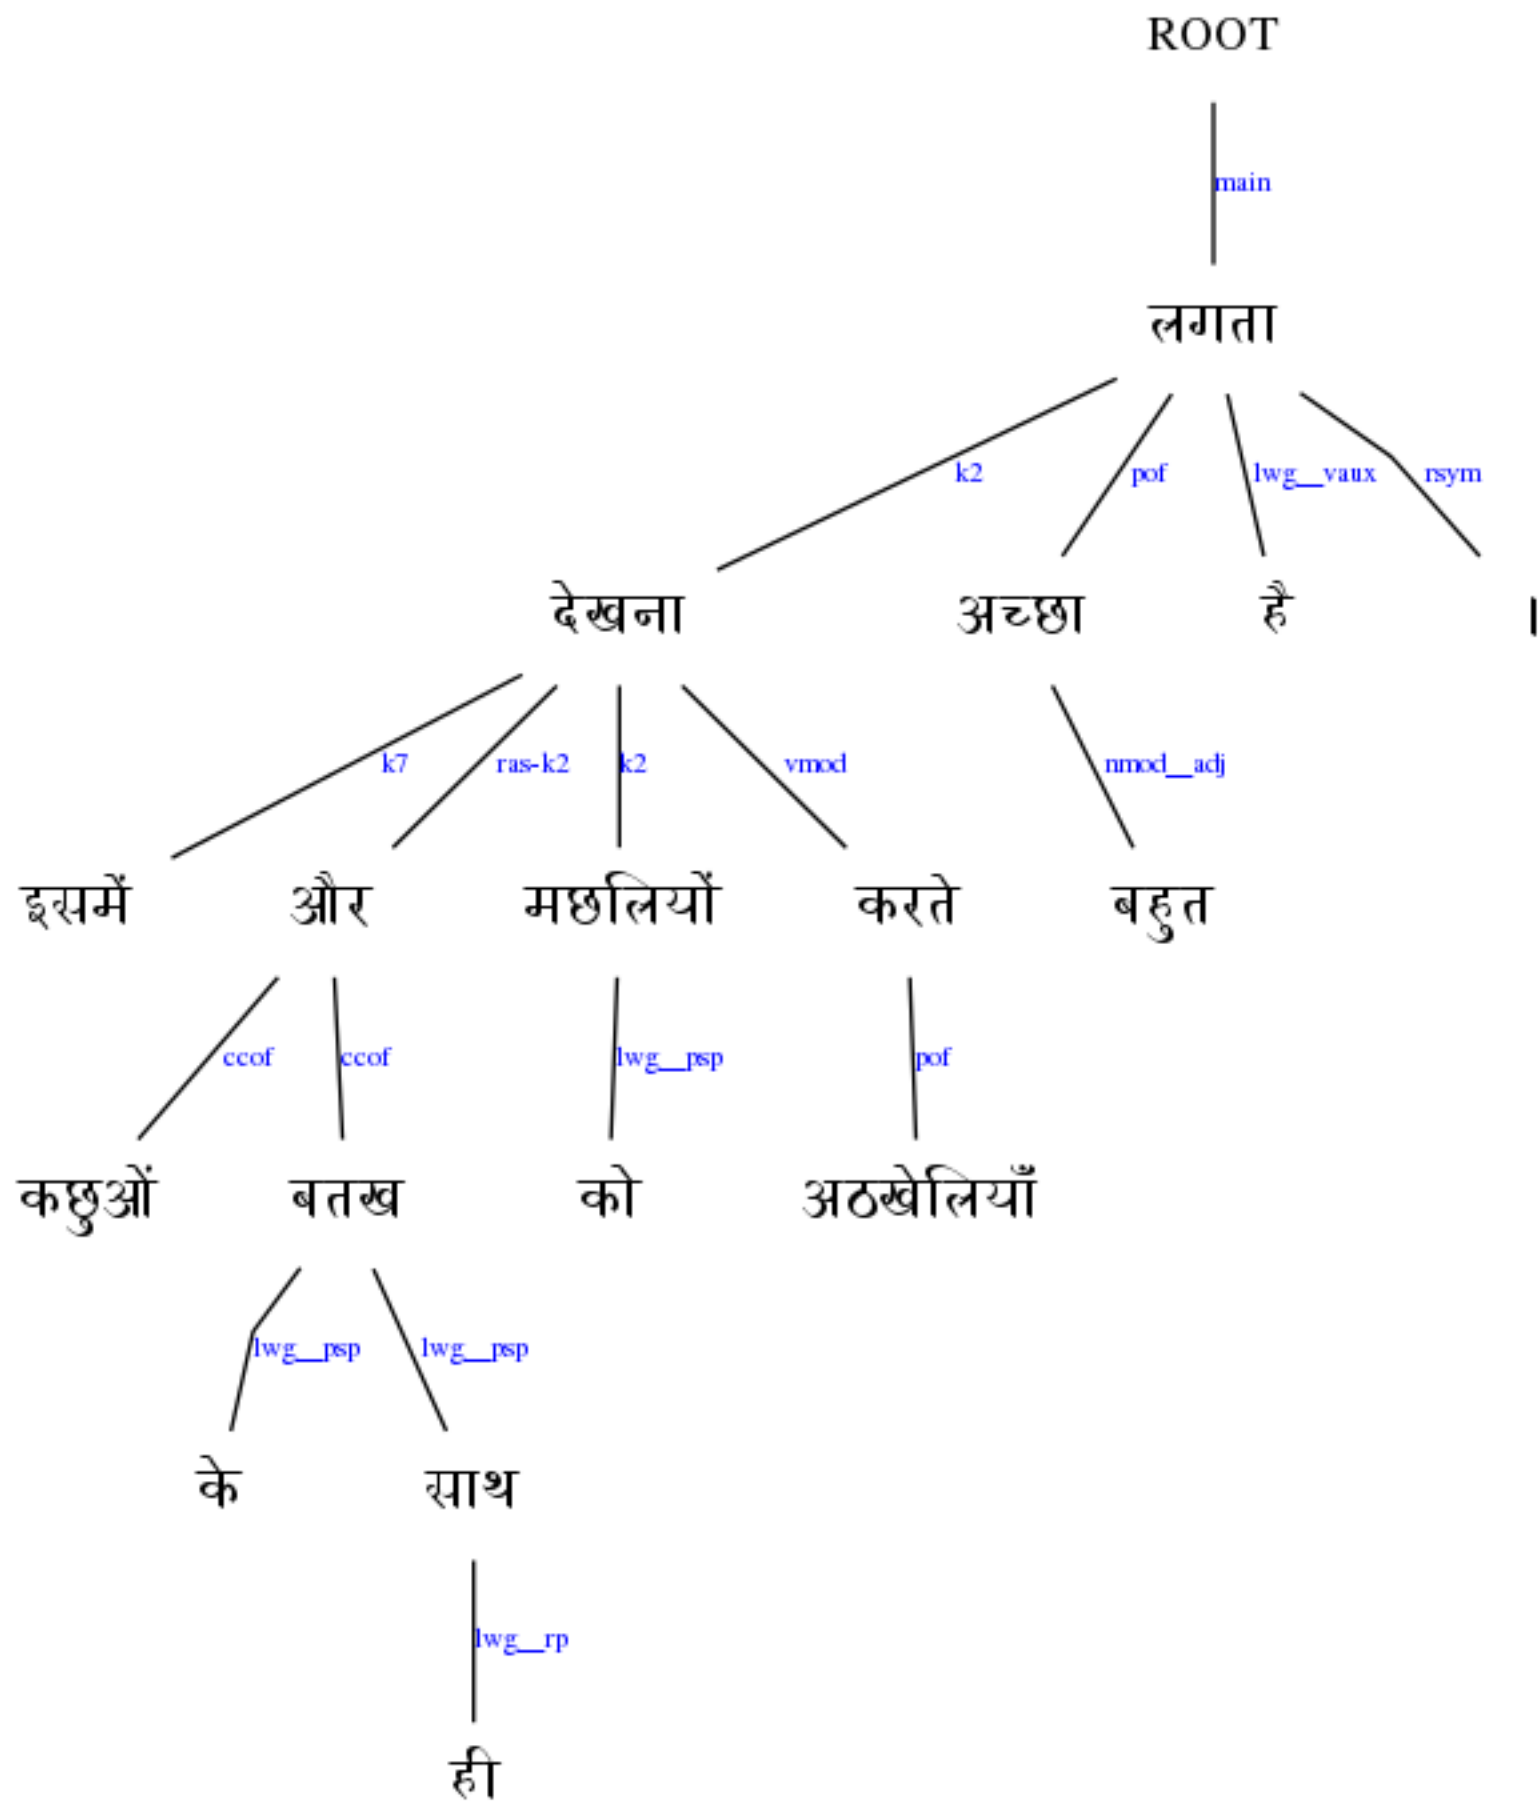 ROOT
main
लगता
k2 pof lwg__vaux rsym
देखना अच्छा है ।
k7 ras-k2 k2 vmod nmod__adj
इसमें और मछलियों करते बहुत
ccof ccof lwg__psp pof
कछुओं बतख को अठखेलियाँ
lwg__psp lwg__psp
के साथ
lwg__rp
ही